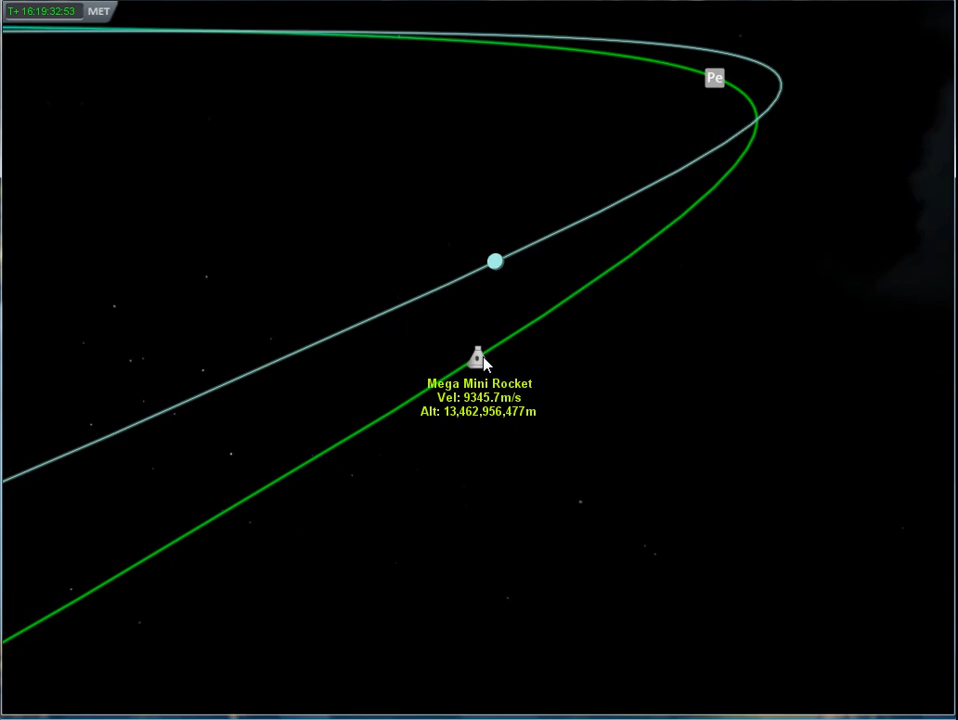 T+ 16:19:32:53 MET
Pe
Mega Mini Rocket
Vel: 9345.7m/s
Alt: 13,462,956,477m